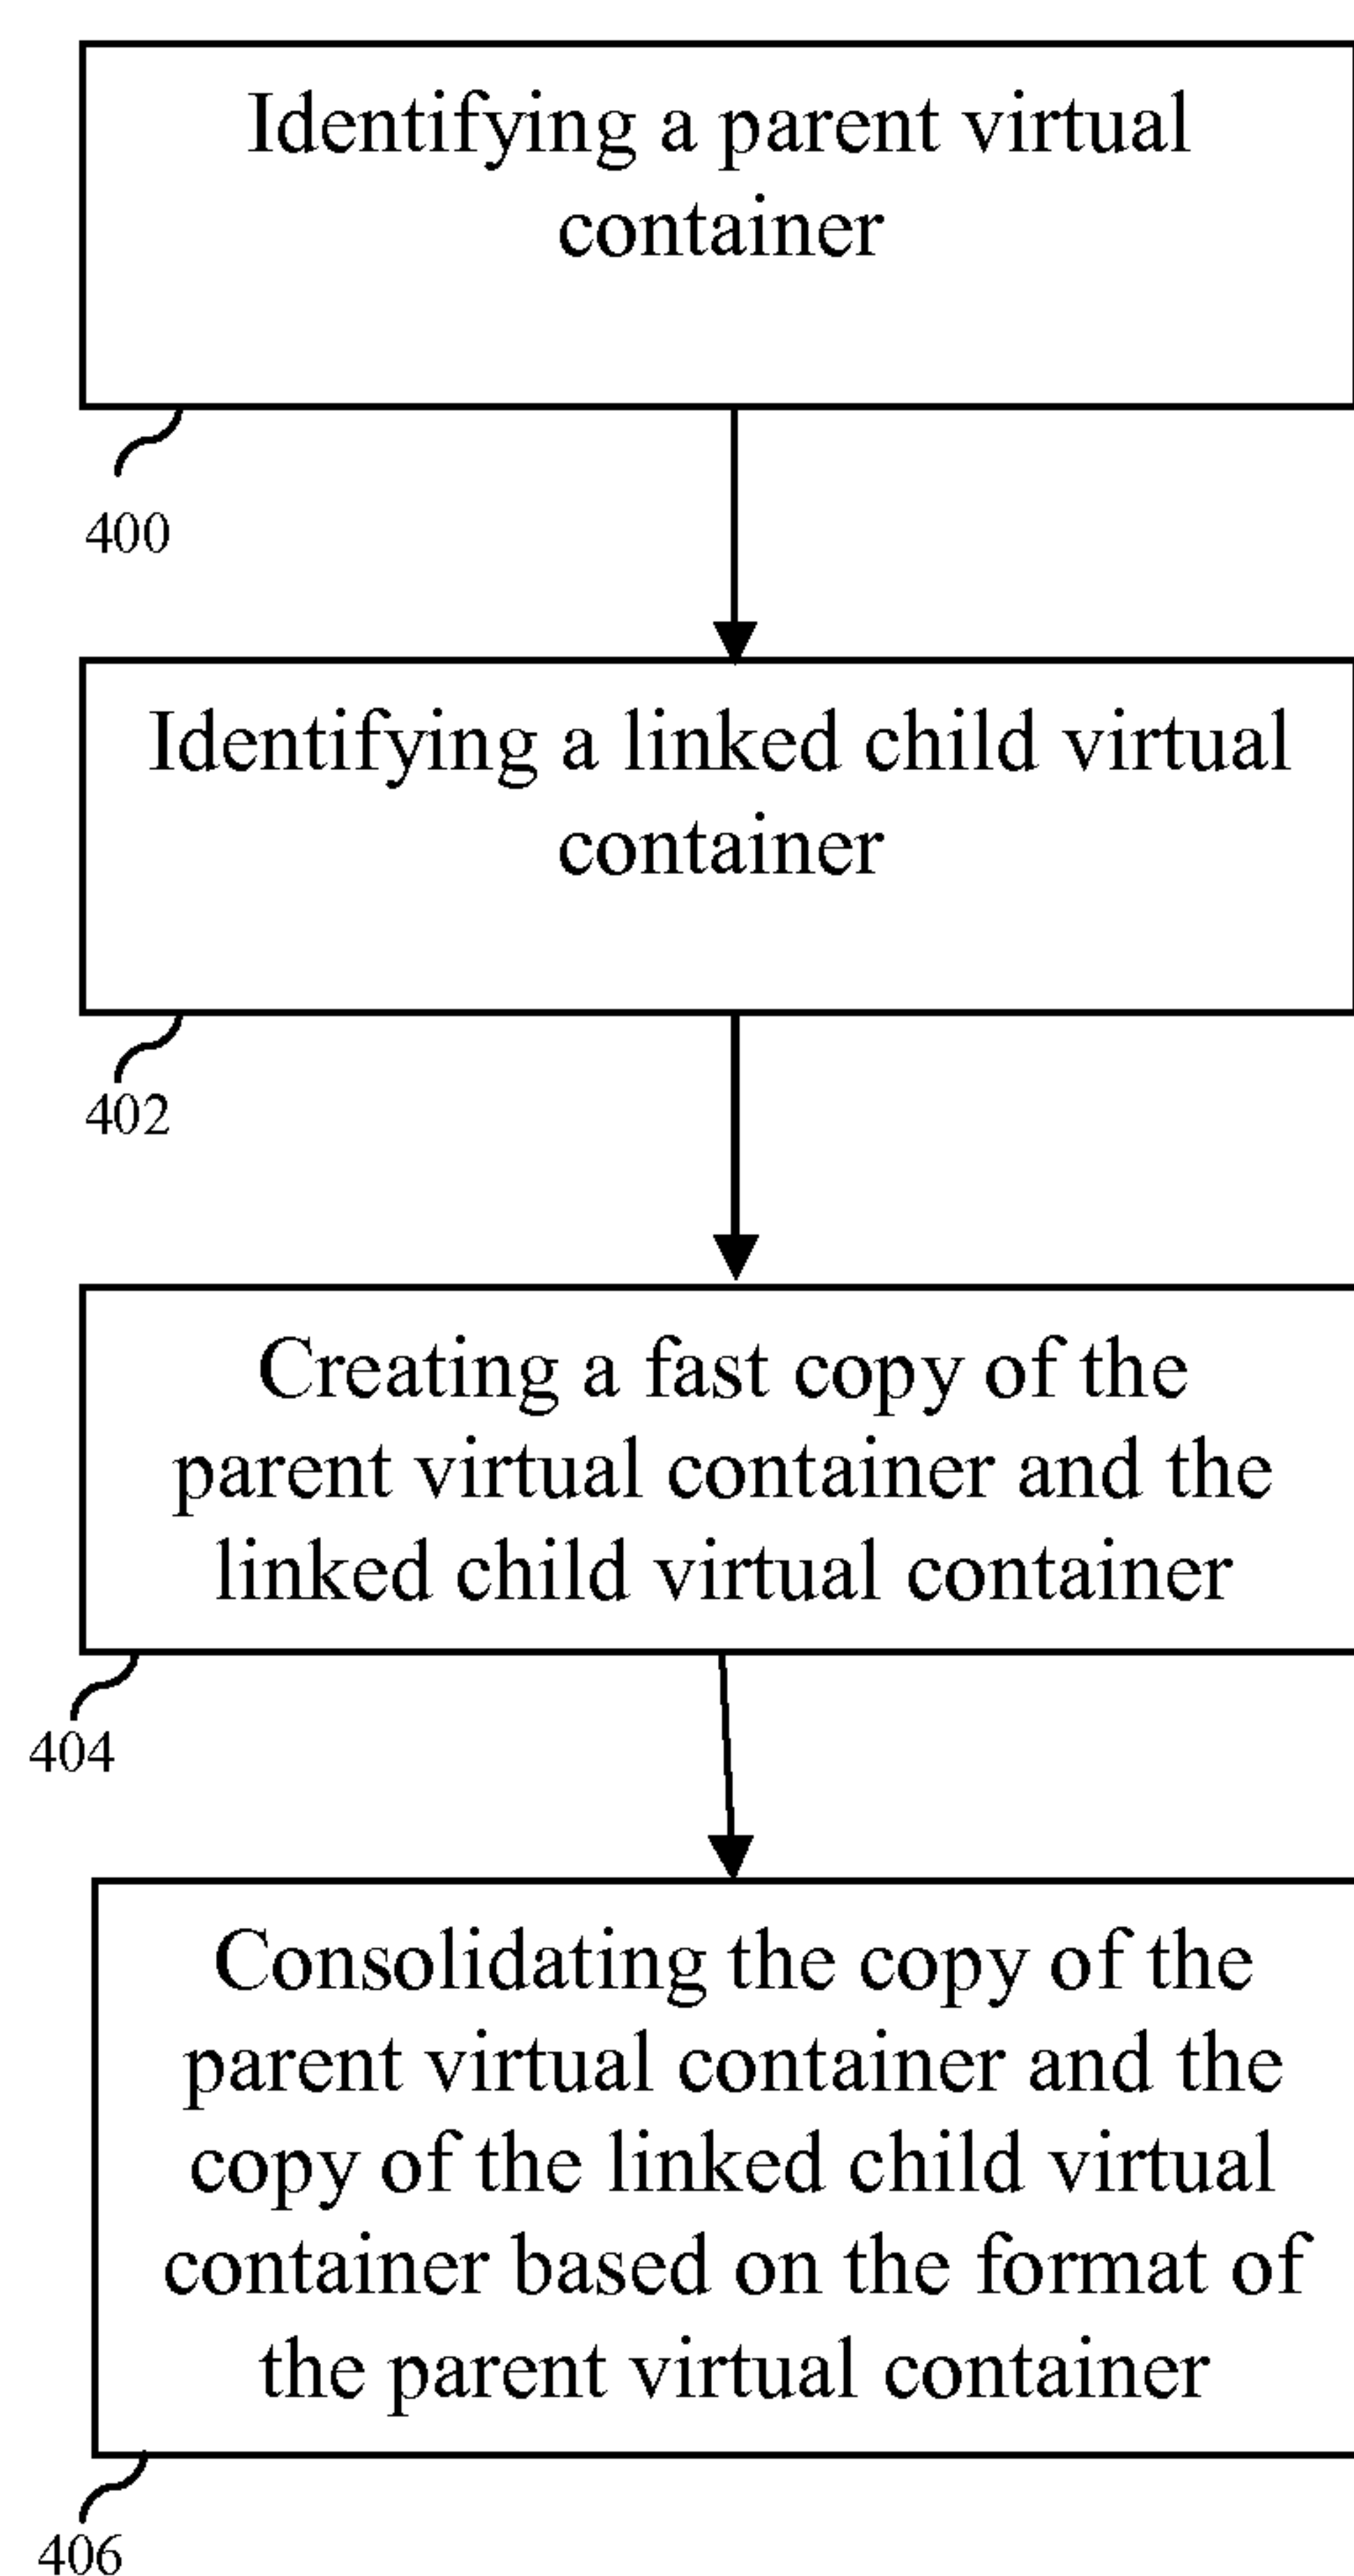 Identifying a parent virtual
container
400
Identifying a linked child virtual
container
402
Creating a fast copy of the
parent virtual container and the
linked child virtual container
404
Consolidating the copy of the
parent virtual container and the
copy of the linked child virtual
container based on the format of
the parent virtual container
406